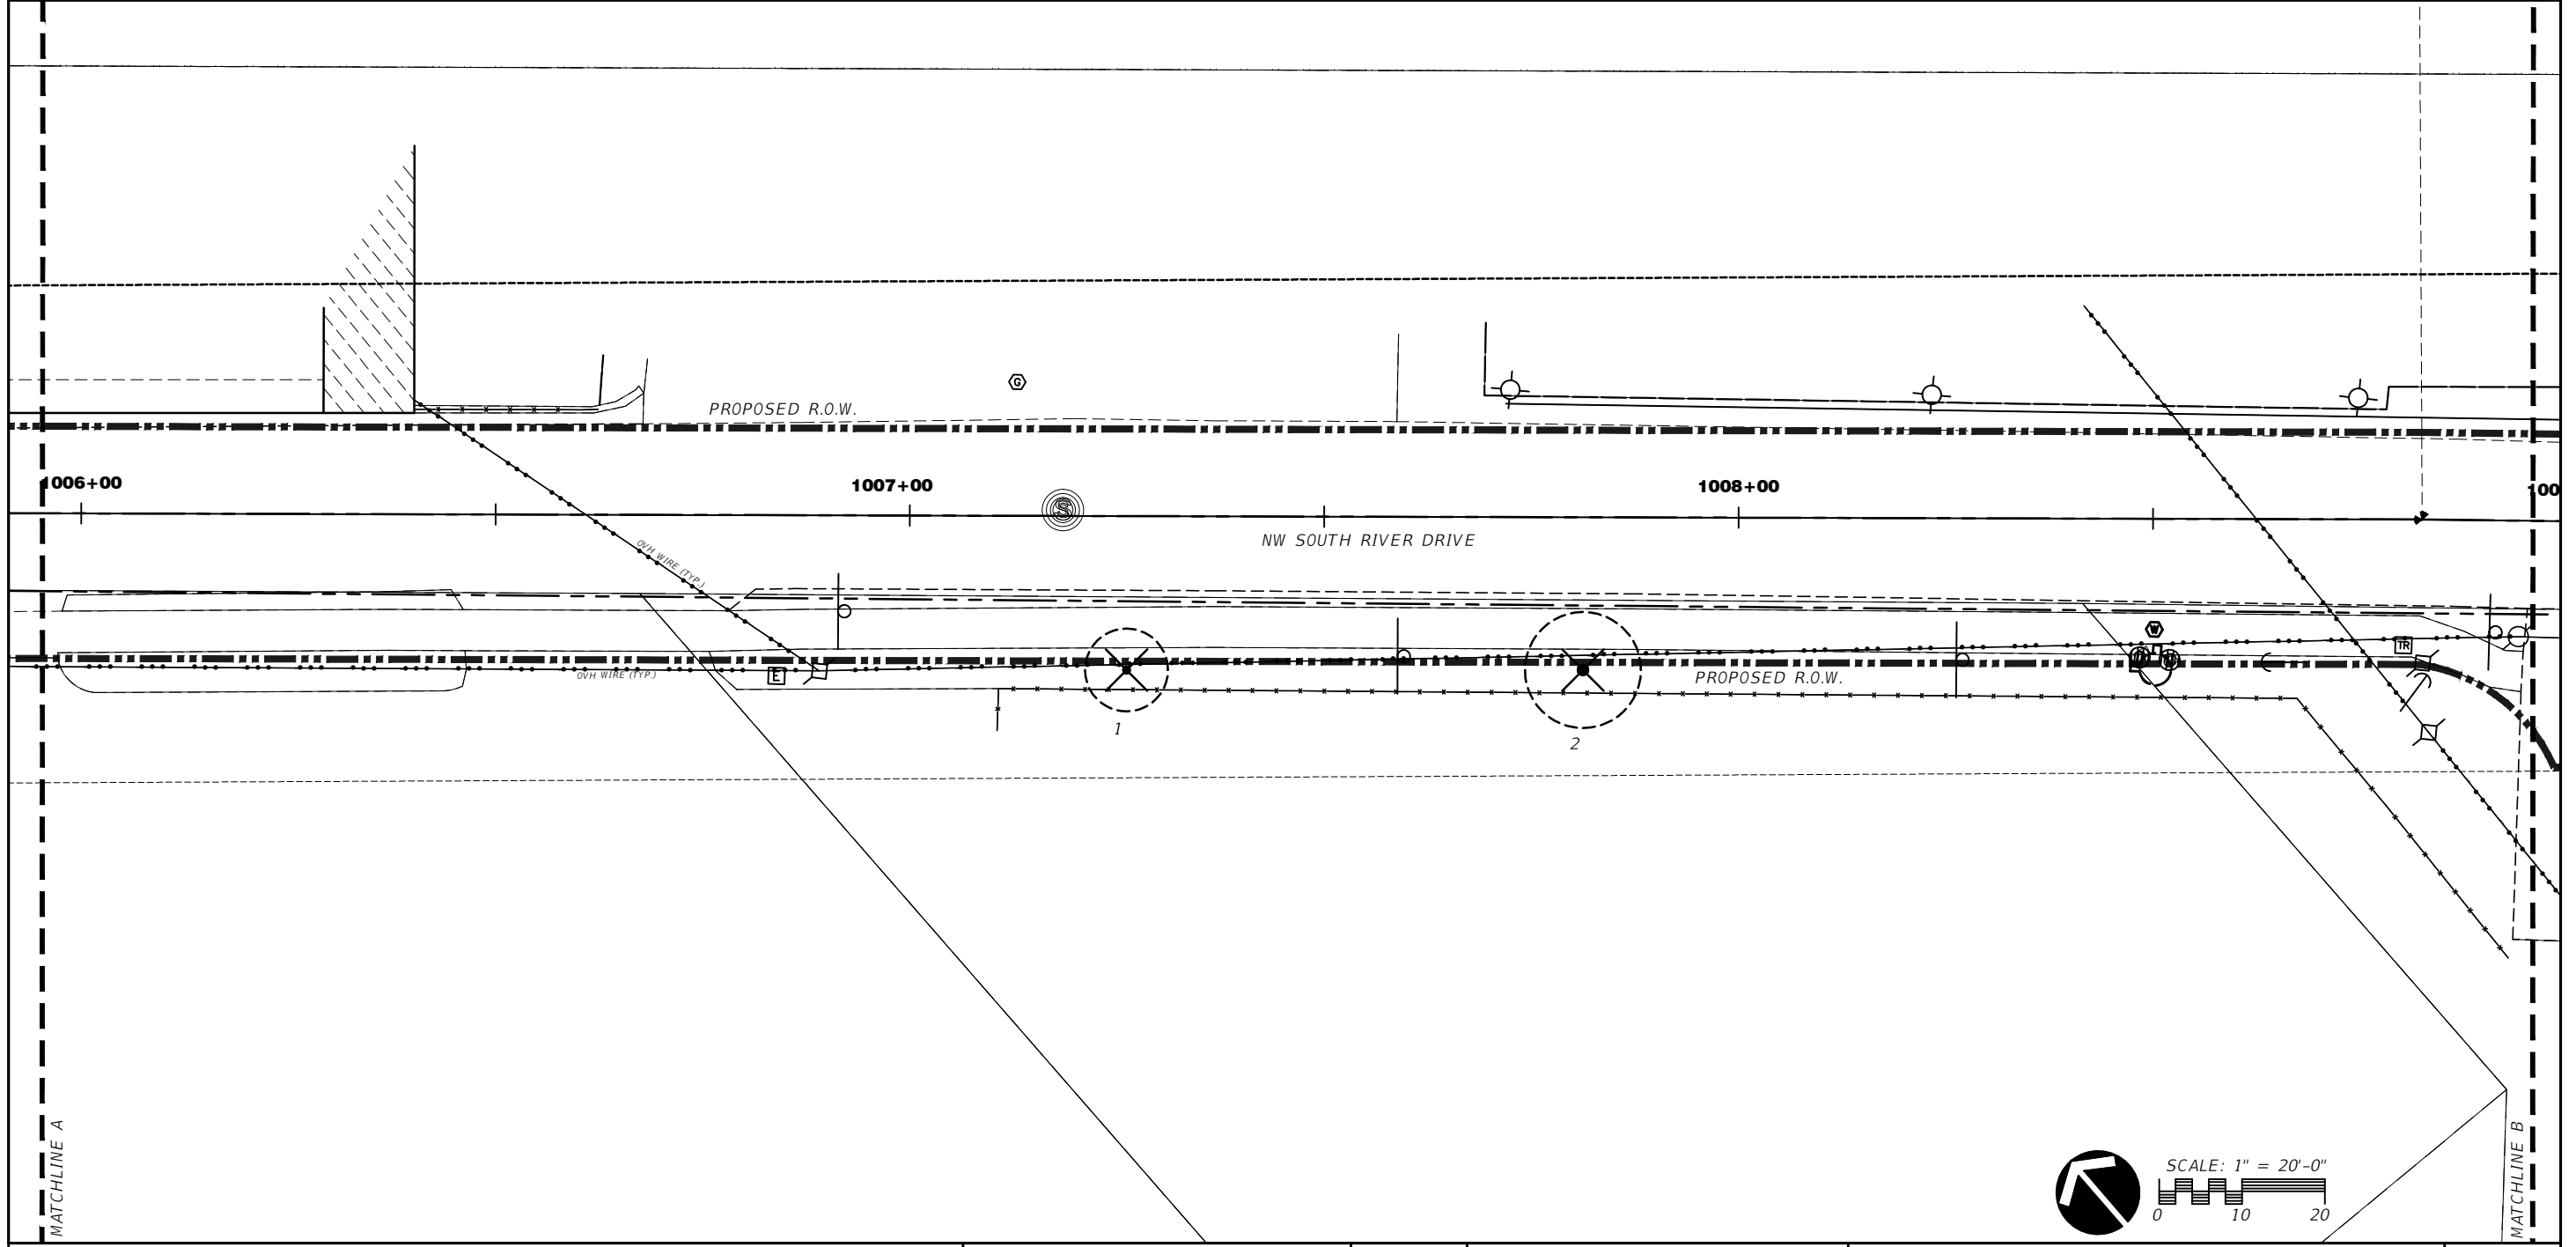 G
PROPOSED R.O.W.
1006+00
1007+00
1008+00
100
S
NW SOUTH RIVER DRIVE
OVH WIRE (TYP.)
W
TR
E
OVH WIRE (TYP.)
PROPOSED R.O.W.
1
2
MATCHLINE A
MATCHLINE B
SCALE: 1" = 20'-0"
0 10 20